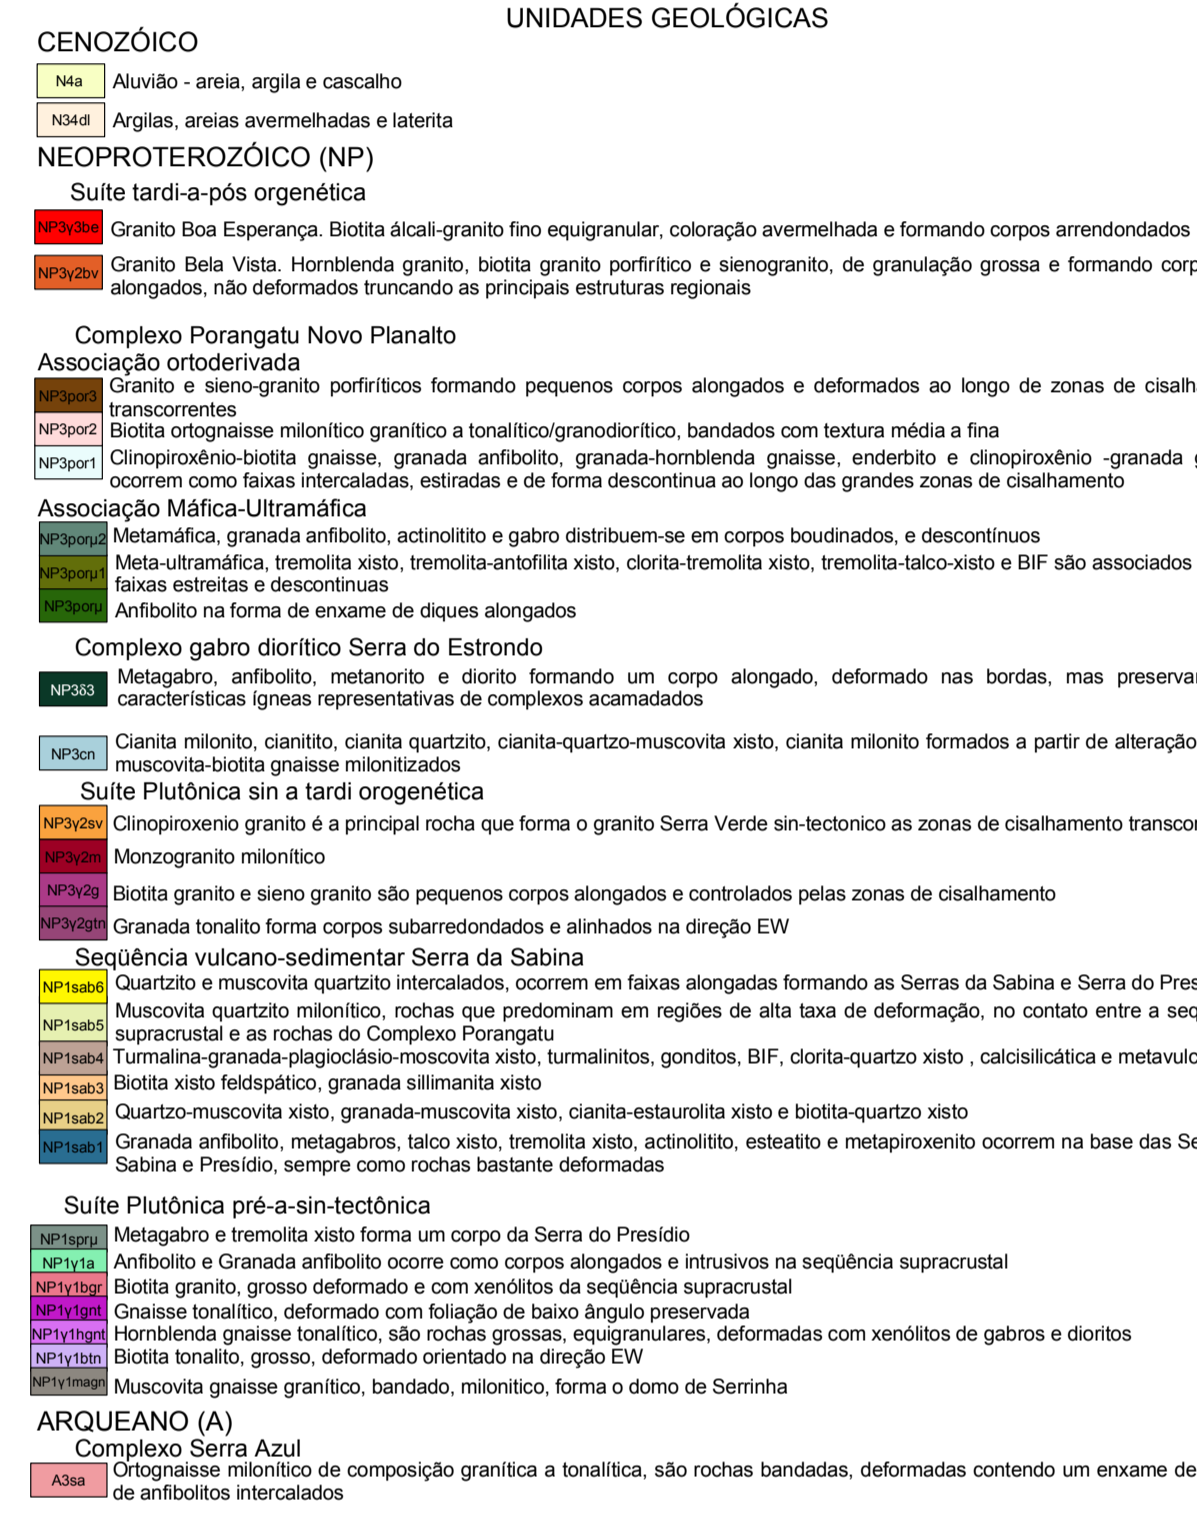 UNIDADES GEOLÓGICAS
CENOZÓICO
N4a Aluvião - areia, argila e cascalho
N34dl Argilas, areias avermelhadas e laterita
NEOPROTEROZÓICO (NP)
Suíte tardi-a-pós orgenética
NP3γ3be Granito Boa Esperança. Biotita álcali-granito fino equigranular, coloração avermelhada e formando corpos arrendondados
NP3γ2bv Granito Bela Vista. Hornblenda granito, biotita granito porfirítico e sienogranito, de granulação grossa e formando corp
alongados, não deformados truncando as principais estruturas regionais
Complexo Porangatu Novo Planalto
Associação ortoderivada
NP3por3 Granito e sieno-granito porfiríticos formando pequenos corpos alongados e deformados ao longo de zonas de cisalh
transcorrentes
NP3por2 Biotita ortognaisse milonítico granítico a tonalítico/granodiorítico, bandados com textura média a fina
NP3por1 Clinopiroxênio-biotita gnaisse, granada anfibolito, granada-hornblenda gnaisse, enderbito e clinopiroxênio -granada g
ocorrem como faixas intercaladas, estiradas e de forma descontinua ao longo das grandes zonas de cisalhamento
Associação Máfica-Ultramáfica
NP3porμ2 Metamáfica, granada anfibolito, actinolitito e gabro distribuem-se em corpos boudinados, e descontínuos
NP3porμ1 Meta-ultramáfica, tremolita xisto, tremolita-antofilita xisto, clorita-tremolita xisto, tremolita-talco-xisto e BIF são associados
faixas estreitas e descontinuas
NP3porμ Anfibolito na forma de enxame de diques alongados
Complexo gabro diorítico Serra do Estrondo
NP3δ3 Metagabro, anfibolito, metanorito e diorito formando um corpo alongado, deformado nas bordas, mas preserva
características ígneas representativas de complexos acamadados
NP3cn Cianita milonito, cianitito, cianita quartzito, cianita-quartzo-muscovita xisto, cianita milonito formados a partir de alteração
muscovita-biotita gnaisse milonitizados
Suíte Plutônica sin a tardi orogenética
NP3γ2sv Clinopiroxenio granito é a principal rocha que forma o granito Serra Verde sin-tectonico as zonas de cisalhamento transcor
NP3γ2m Monzogranito milonítico
NP3γ2g Biotita granito e sieno granito são pequenos corpos alongados e controlados pelas zonas de cisalhamento
NP3γ2gtn Granada tonalito forma corpos subarredondados e alinhados na direção EW
Seqüência vulcano-sedimentar Serra da Sabina
NP1sab6 Quartzito e muscovita quartzito intercalados, ocorrem em faixas alongadas formando as Serras da Sabina e Serra do Pres
NP1sab5 Muscovita quartzito milonítico, rochas que predominam em regiões de alta taxa de deformação, no contato entre a seq
supracrustal e as rochas do Complexo Porangatu
NP1sab4 Turmalina-granada-plagioclásio-moscovita xisto, turmalinitos, gonditos, BIF, clorita-quartzo xisto , calcisilicática e metavulc
NP1sab3 Biotita xisto feldspático, granada sillimanita xisto
NP1sab2 Quartzo-muscovita xisto, granada-muscovita xisto, cianita-estaurolita xisto e biotita-quartzo xisto
NP1sab1 Granada anfibolito, metagabros, talco xisto, tremolita xisto, actinolitito, esteatito e metapiroxenito ocorrem na base das Se
Sabina e Presídio, sempre como rochas bastante deformadas
Suíte Plutônica pré-a-sin-tectônica
NP1sprμ Metagabro e tremolita xisto forma um corpo da Serra do Presídio
NP1γ1a Anfibolito e Granada anfibolito ocorre como corpos alongados e intrusivos na seqüência supracrustal
NP1γ1bgr Biotita granito, grosso deformado e com xenólitos da seqüência supracrustal
NP1γ1gnt Gnaisse tonalítico, deformado com foliação de baixo ângulo preservada
NP1γ1hgnt Hornblenda gnaisse tonalítico, são rochas grossas, equigranulares, deformadas com xenólitos de gabros e dioritos
NP1γ1btn Biotita tonalito, grosso, deformado orientado na direção EW
NP1γ1magn Muscovita gnaisse granítico, bandado, milonitico, forma o domo de Serrinha
ARQUEANO (A)
Complexo Serra Azul
A3sa Ortognaisse milonítico de composição granítica a tonalítica, são rochas bandadas, deformadas contendo um enxame de
de anfibolitos intercalados